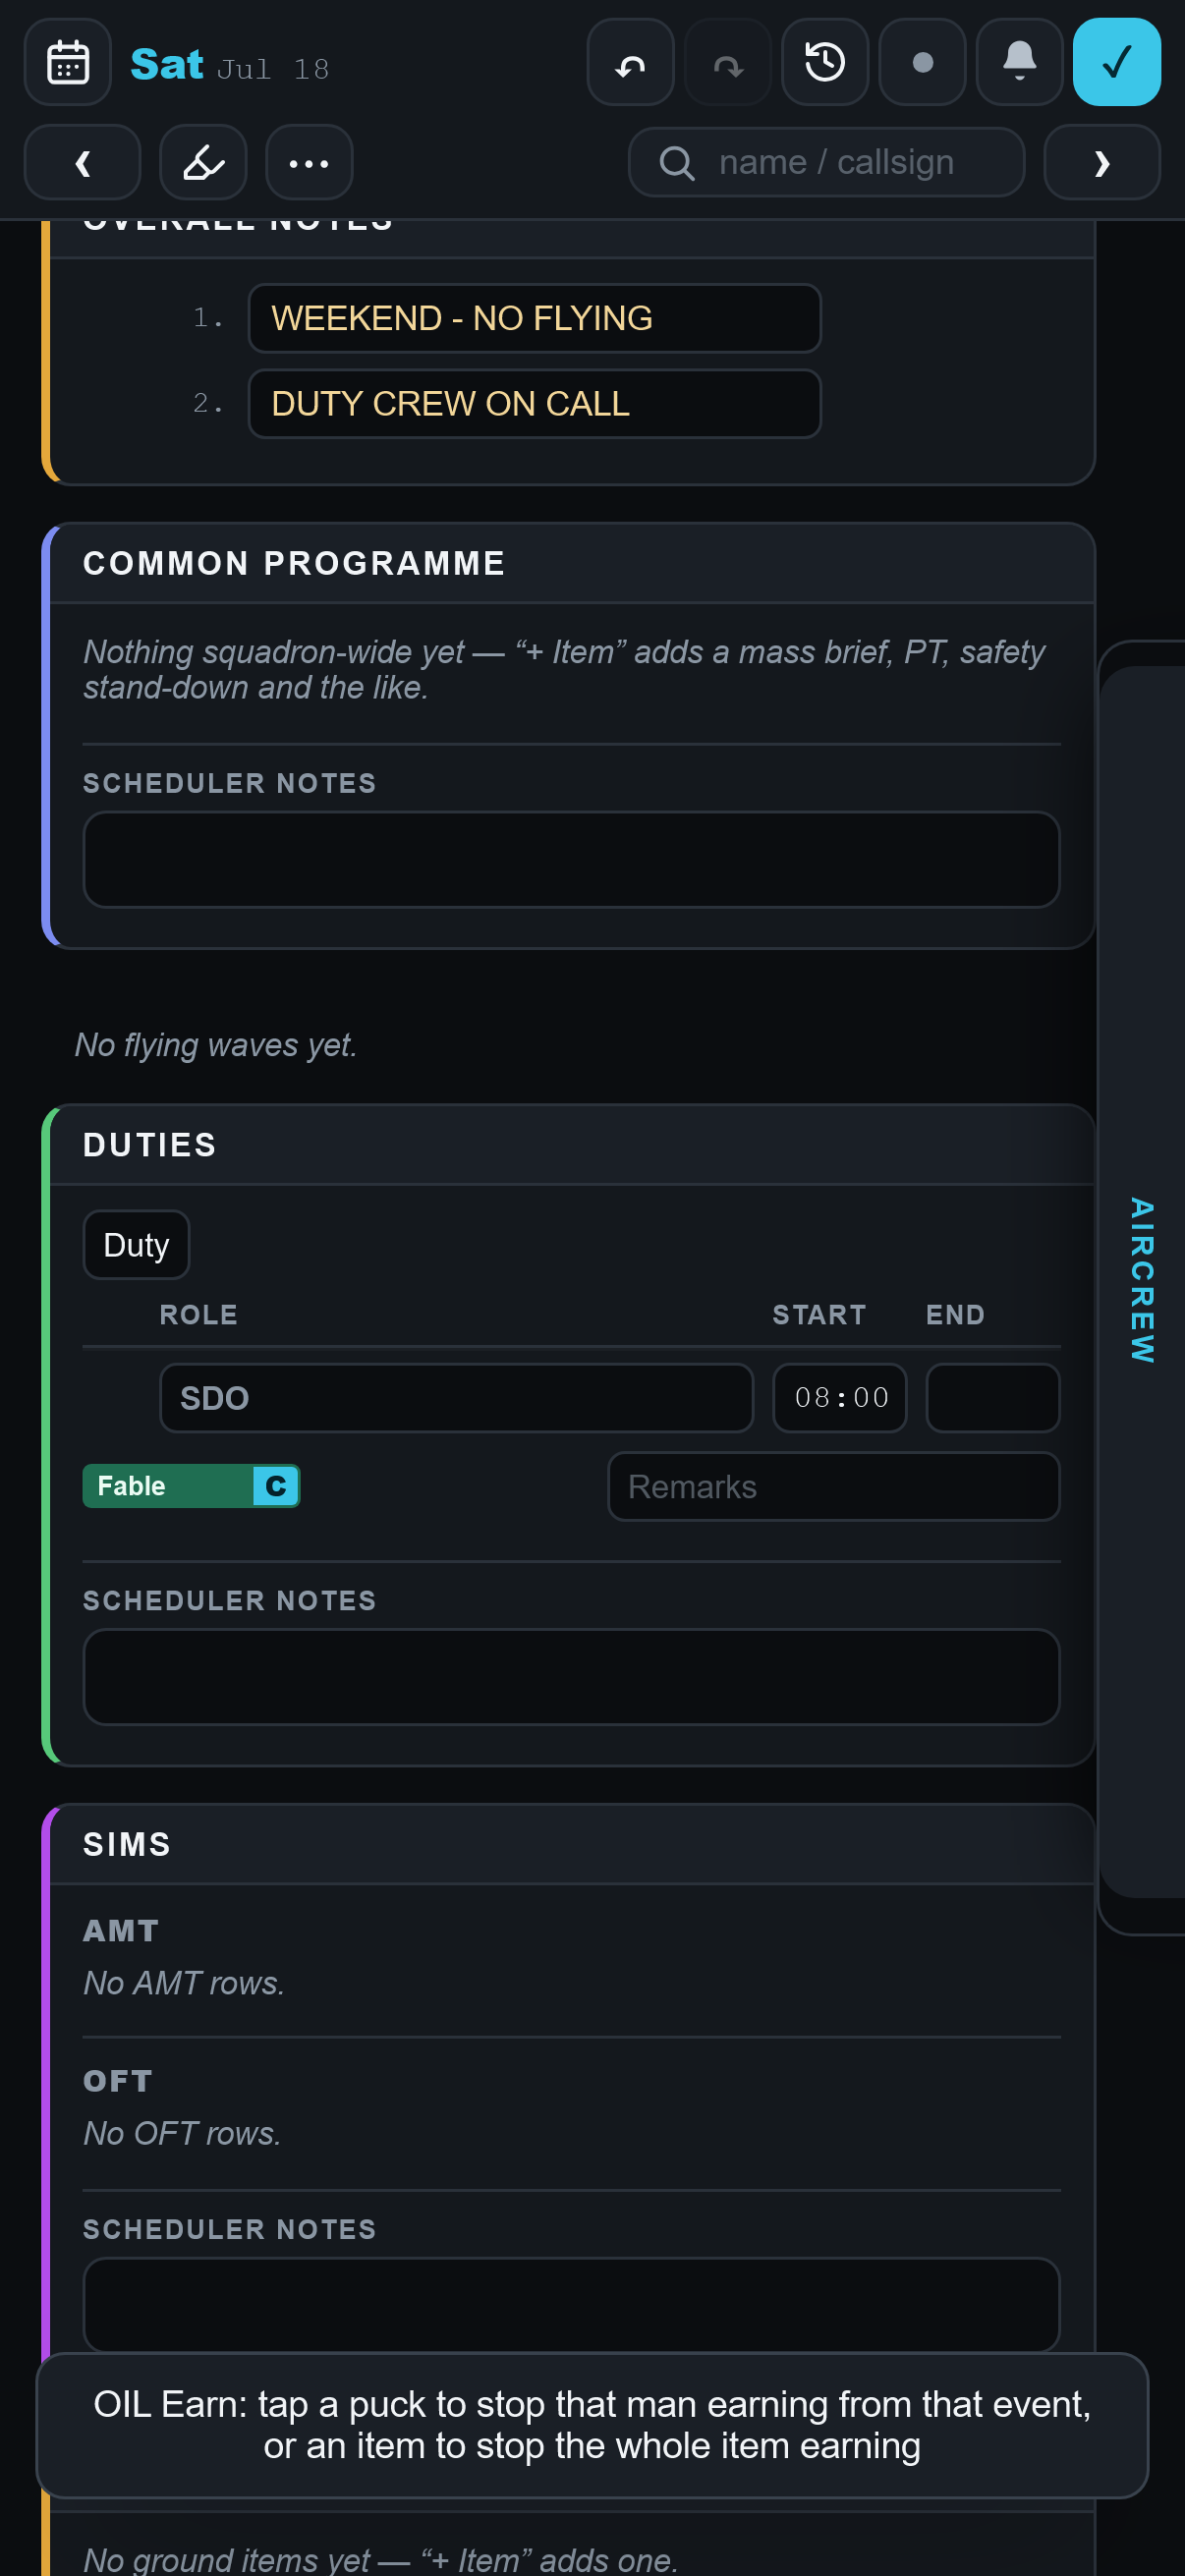 Sat Jul 18
name / callsign
OVERALL NOTES
1. WEEKEND - NO FLYING
2. DUTY CREW ON CALL
COMMON PROGRAMME
Nothing squadron-wide yet — “+ Item” adds a mass brief, PT, safety
stand-down and the like.
SCHEDULER NOTES
No flying waves yet.
DUTIES
Duty
ROLE START END
SDO 08:00
Fable C Remarks
SCHEDULER NOTES
AIRCREW
SIMS
AMT
No AMT rows.
OFT
No OFT rows.
SCHEDULER NOTES
OIL Earn: tap a puck to stop that man earning from that event,
or an item to stop the whole item earning
No ground items yet — “+ Item” adds one.